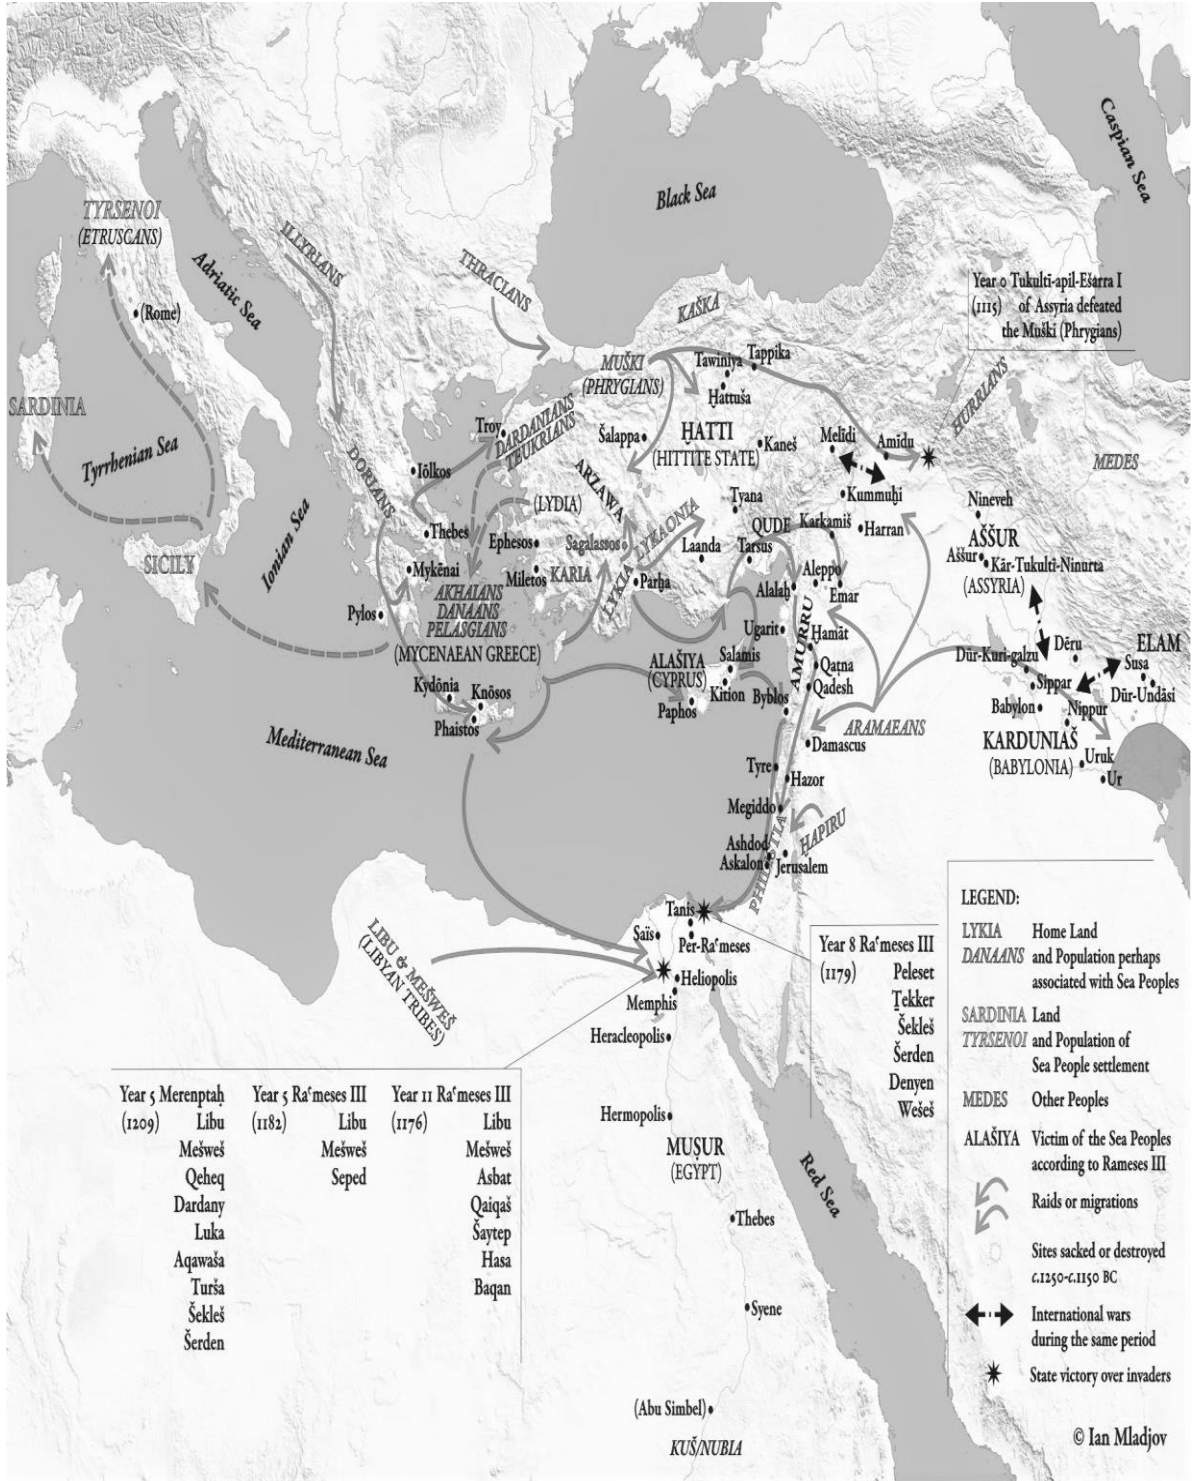 Caspian Sea
Black Sea
TYRSENOI
(ETRUSCANS)
ILLYRIANS
Adriatic Sea
THRACIANS
Year 0 Tukultī-apil-Ešarra I
(1115) of Assyria defeated
the Muški (Phrygians)
KAŠKA
(Rome)
MUŠKI
(PHRYGIANS)
Tawiniya
Tappika
Ḫattuša
HURRIANS
SARDINIA
Tyrrhenian Sea
Troy
DARDANIANS
TEUKRIANS
Šalappa
ḪATTI
(HITTITE STATE)
Kaneš
Melīdi
Amīdu
MEDES
DORIANS
Iōlkos
ARZAWA
(LYDIA)
Tyana
Kummuḫi
Nineveh
Ionian Sea
Thebes
Ephesos
Sagalassos
LYKAONIA
QUDE
Karkamiš
Harran
AŠŠUR
SICILY
Mykēnai
Miletos
KARIA
LYKIA
Parḫa
Laanda
Tarsus
Aššur
Kār-Tukultī-Ninurta
(ASSYRIA)
AKHAIANS
DANAANS
PELASGIANS
(MYCENAEAN GREECE)
Pylos
Alalaḫ
Aleppo
Emar
Ugarit
AMURRU
Ḫamāt
ELAM
Dēru
Susa
Dūr-Kuri-galzu
Dūr-Undāsi
Sippar
ALAŠIYA
(CYPRUS)
Salamis
Kition
Paphos
Qaṭna
Qadesh
Byblos
Kydōnia
Knōsos
Phaistos
Babylon
Nippur
Mediterranean Sea
ARAMAEANS
Damascus
KARDUNIAŠ
(BABYLONIA)
Uruk
Ur
Tyre
Hazor
Megiddo
ḪAPIRU
Ashdod
Askalon
PHILISTIA
Jerusalem
LIBU & MEŠWEŠ
(LIBYAN TRIBES)
Tanis
Saïs
Per-Raʿmeses
Heliopolis
Memphis
Heracleopolis
Hermopolis
MUṢUR
(EGYPT)
Red Sea
Thebes
Syene
(Abu Simbel)
KUŠ/NUBIA
Year 8 Raʿmeses III
(1179) Peleset
Ṯekker
Šekleš
Šerden
Denyen
Wešeš
Year 5 Merenptaḥ
(1209) Libu
Mešweš
Qeheq
Dardany
Luka
Aqawaša
Turša
Šekleš
Šerden
Year 5 Raʿmeses III
(1182) Libu
Mešweš
Seped
Year 11 Raʿmeses III
(1176) Libu
Mešweš
Asbat
Qaiqaš
Šaytep
Hasa
Baqan
LEGEND:
LYKIA Home Land
DANAANS and Population perhaps
associated with Sea Peoples
SARDINIA Land
TYRSENOI and Population of
Sea People settlement
MEDES Other Peoples
ALAŠIYA Victim of the Sea Peoples
according to Rameses III
Raids or migrations
Sites sacked or destroyed
c.1250-c.1150 BC
International wars
during the same period
State victory over invaders
© Ian Mladjov